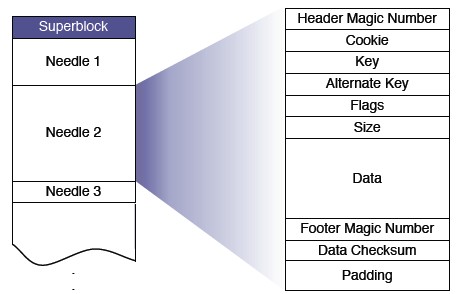 Superblock
Needle 1
Needle 2
Needle 3
Header Magic Number
Cookie
Key
Alternate Key
Flags
Size
Data
Footer Magic Number
Data Checksum
Padding